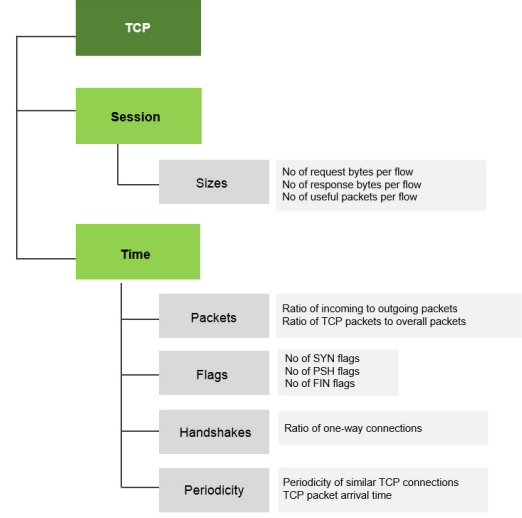 TCP
Session
Sizes
No of request bytes per flow
No of response bytes per flow
No of useful packets per flow
Time
Packets
Ratio of incoming to outgoing packets
Ratio of TCP packets to overall packets
Flags
No of SYN flags
No of PSH flags
No of FIN flags
Handshakes
Ratio of one-way connections
Periodicity
Periodicity of similar TCP connections
TCP packet arrival time